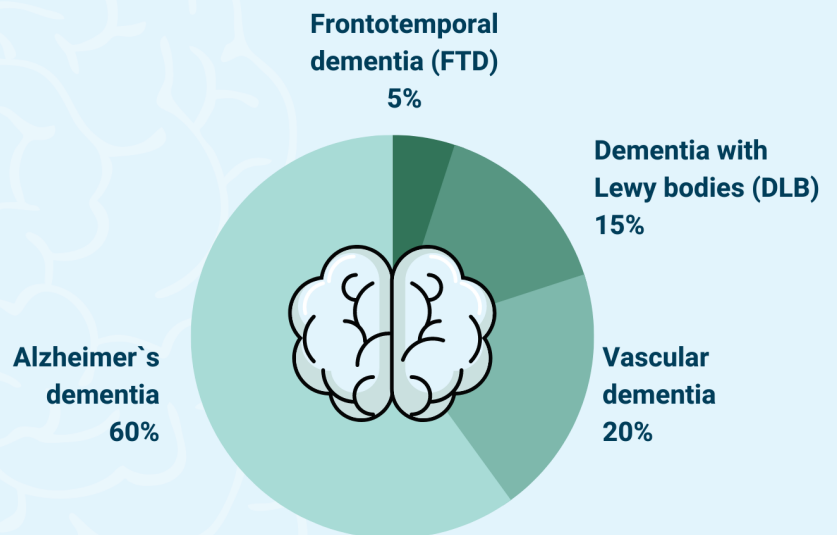 Frontotemporal
dementia (FTD)
5%
Dementia with
Lewy bodies (DLB)
15%
Alzheimer`s
dementia
60%
Vascular
dementia
20%